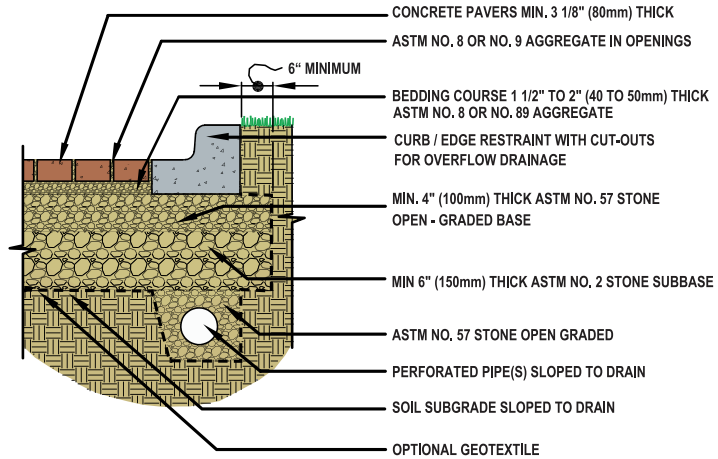 CONCRETE PAVERS MIN. 3 1/8" (80mm) THICK
ASTM NO. 8 OR NO. 9 AGGREGATE IN OPENINGS
6“ MINIMUM
BEDDING COURSE 1 1/2" TO 2" (40 TO 50mm) THICK
ASTM NO. 8 OR NO. 89 AGGREGATE
CURB / EDGE RESTRAINT WITH CUT-OUTS
FOR OVERFLOW DRAINAGE
MIN. 4" (100mm) THICK ASTM NO. 57 STONE
OPEN - GRADED BASE
MIN 6" (150mm) THICK ASTM NO. 2 STONE SUBBASE
ASTM NO. 57 STONE OPEN GRADED
PERFORATED PIPE(S) SLOPED TO DRAIN
SOIL SUBGRADE SLOPED TO DRAIN
OPTIONAL GEOTEXTILE